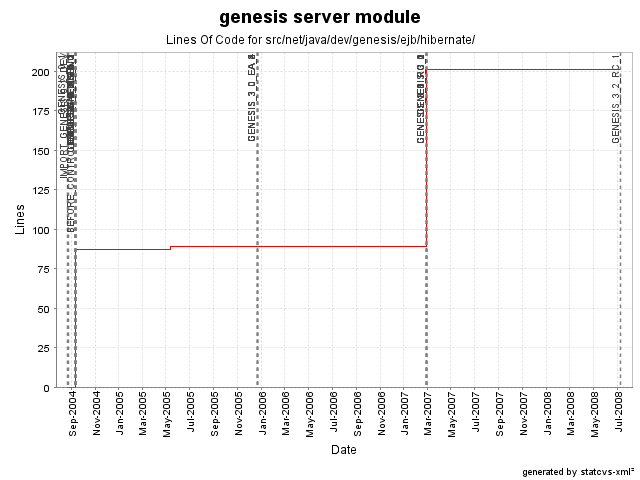 genesis server module
Lines Of Code for src/net/java/dev/genesis/ejb/hibernate/
GENESIS_3_0_EA_
GENESIS_3_2_RC_1
200
175
150
125
100
75
50
25
0
Lines
Sep-2004
Nov-2004
Jan-2005
Mar-2005
May-2005
Jul-2005
Sep-2005
Nov-2005
Jan-2006
Mar-2006
May-2006
Jul-2006
Sep-2006
Nov-2006
Jan-2007
Mar-2007
May-2007
Jul-2007
Sep-2007
Nov-2007
Jan-2008
Mar-2008
May-2008
Jul-2008
Date
generated by statcvs-xml²